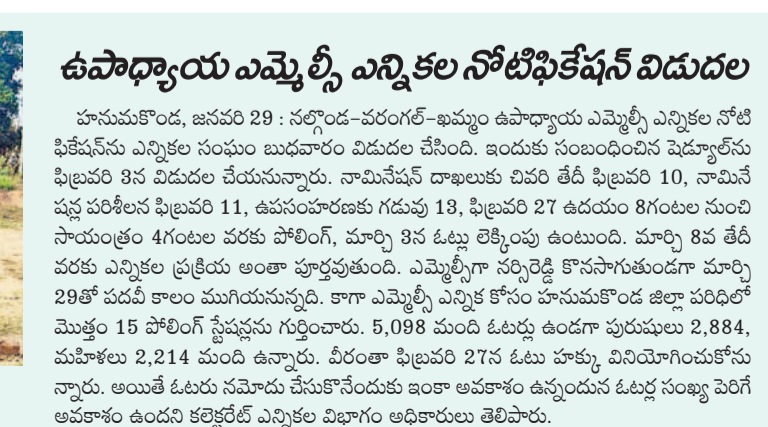 ఉపాధ్యాయ ఎమ్మెల్సీ ఎన్నికల నోటిఫికేషన్ విడుదల
హనుమకొండ, జనవరి 29 : నల్గొండ-వరంగల్-ఖమ్మం ఉపాధ్యాయ ఎమ్మెల్సీ ఎన్నికల నోటి
ఫికేషన్‌ను ఎన్నికల సంఘం బుధవారం విడుదల చేసింది. ఇందుకు సంబంధించిన షెడ్యూల్‌ను
ఫిబ్రవరి 3న విడుదల చేయనున్నారు. నామినేషన్ దాఖలుకు చివరి తేదీ ఫిబ్రవరి 10, నామినే
షన్ల పరిశీలన ఫిబ్రవరి 11, ఉపసంహరణకు గడువు 13, ఫిబ్రవరి 27 ఉదయం 8గంటల నుంచి
సాయంత్రం 4గంటల వరకు పోలింగ్, మార్చి 3న ఓట్లు లెక్కింపు ఉంటుంది. మార్చి 8వ తేదీ
వరకు ఎన్నికల ప్రక్రియ అంతా పూర్తవుతుంది. ఎమ్మెల్సీగా నర్సిరెడ్డి కొనసాగుతుండగా మార్చి
29తో పదవీ కాలం ముగియనున్నది. కాగా ఎమ్మెల్సీ ఎన్నిక కోసం హనుమకొండ జిల్లా పరిధిలో
మొత్తం 15 పోలింగ్ స్టేషన్లను గుర్తించారు. 5,098 మంది ఓటర్లు ఉండగా పురుషులు 2,884,
మహిళలు 2,214 మంది ఉన్నారు. వీరంతా ఫిబ్రవరి 27న ఓటు హక్కు వినియోగించుకోను
న్నారు. అయితే ఓటరు నమోదు చేసుకొనేందుకు ఇంకా అవకాశం ఉన్నందున ఓటర్ల సంఖ్య పెరిగే
అవకాశం ఉందని కలెక్టరేట్ ఎన్నికల విభాగం అధికారులు తెలిపారు.